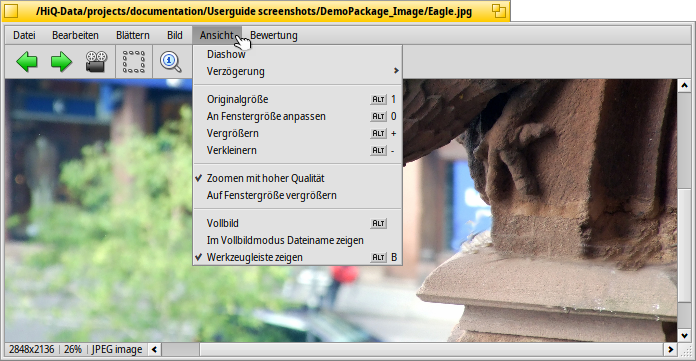 /HiQ-Data/projects/documentation/Userguide screenshots/DemoPackage_Image/Eagle.jpg
Datei Bearbeiten Blättern Bild Ansicht Bewertung
Diashow
Verzögerung
Originalgröße ALT 1
An Fenstergröße anpassen ALT 0
Vergrößern ALT +
Verkleinern ALT -
Zoomen mit hoher Qualität
Auf Fenstergröße vergrößern
Vollbild ALT
Im Vollbildmodus Dateiname zeigen
Werkzeugleiste zeigen ALT B
2848x2136 26% JPEG image